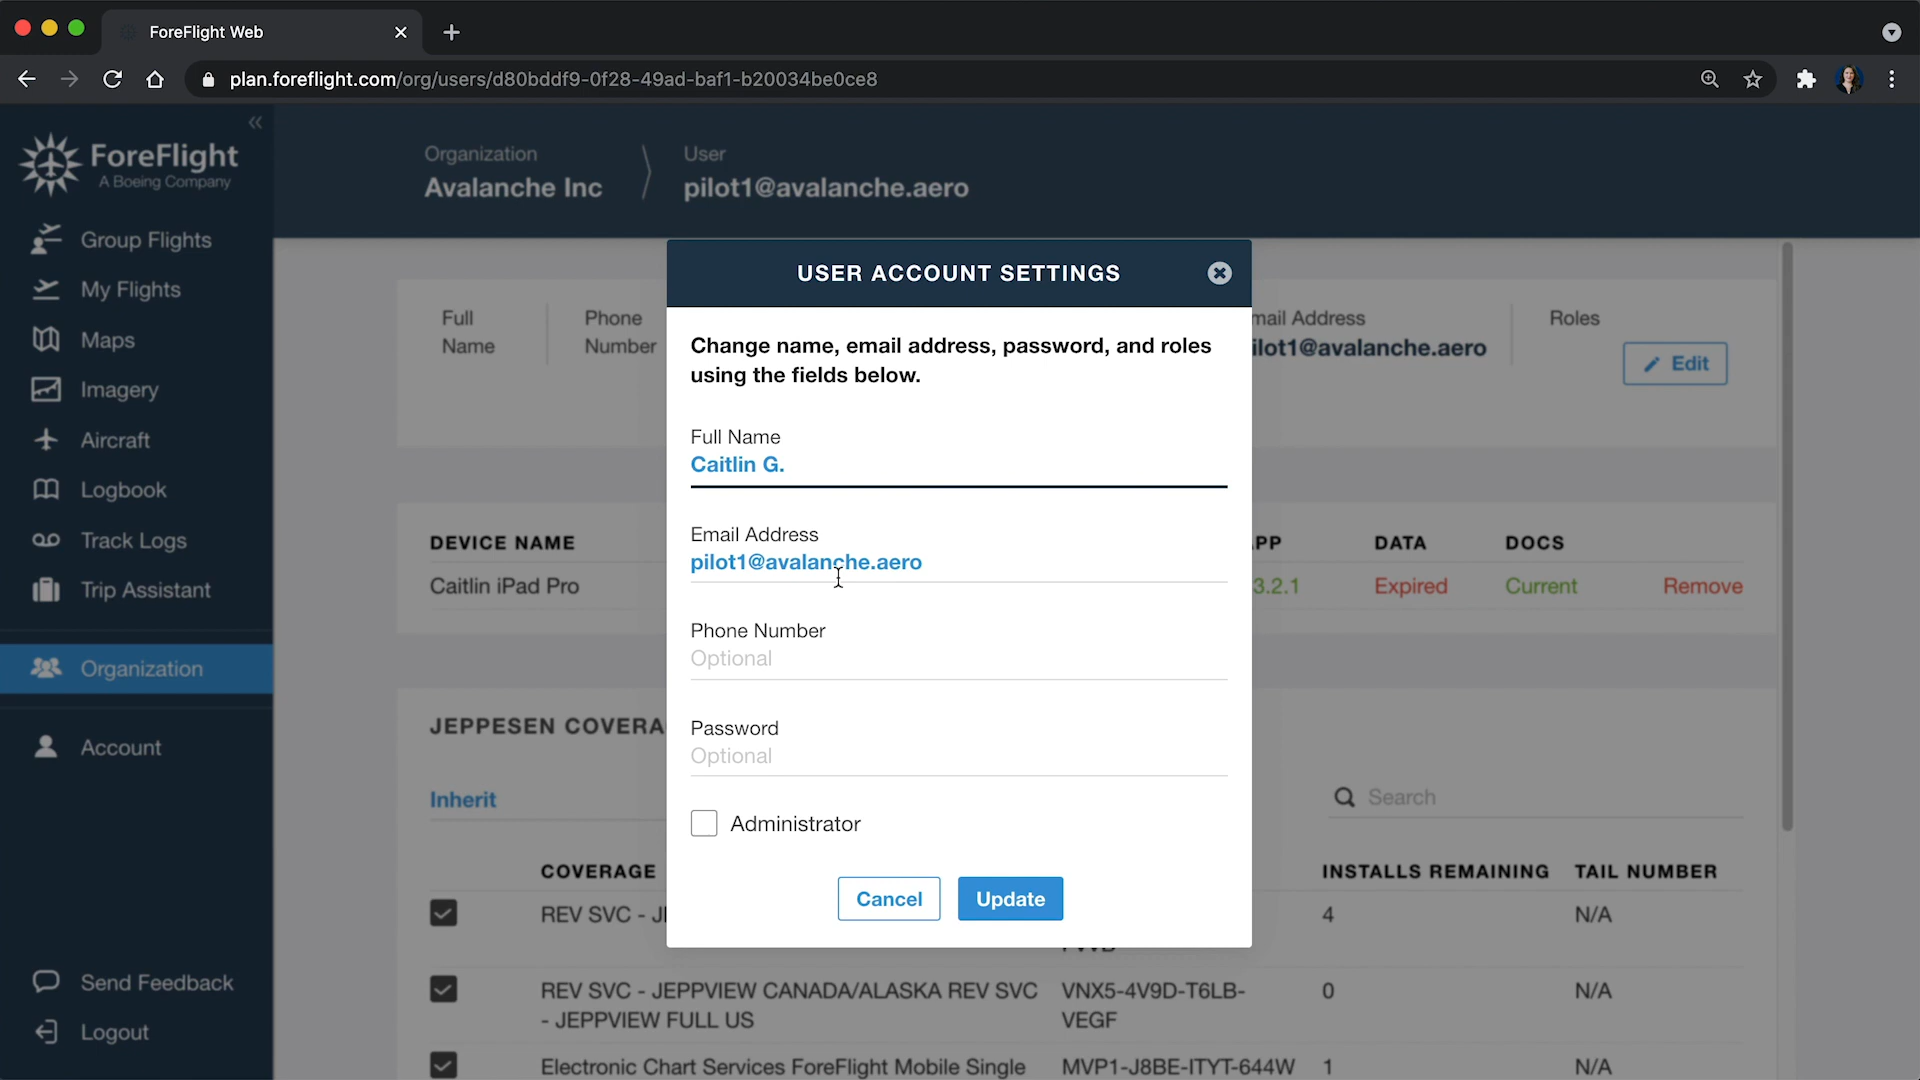 ForeFlight Web
plan.foreflight.com/org/users/d80bddf9-0f28-49ad-baf1-b20034be0ce8
ForeFlight
A Boeing Company
Group Flights
My Flights
Maps
Imagery
Aircraft
Logbook
Track Logs
Trip Assistant
Organization
Account
Send Feedback
Logout
Organization
Avalanche Inc
User
pilot1@avalanche.aero
Full
Name
Phone
Number
mail Address
ilot1@avalanche.aero
Roles
Edit
USER ACCOUNT SETTINGS
Change name, email address, password, and roles
using the fields below.
Full Name
Caitlin G.
Email Address
pilot1@avalanche.aero
Phone Number
Optional
Password
Optional
Administrator
Cancel
Update
DEVICE NAME
PP
DATA
DOCS
Caitlin iPad Pro
3.2.1
Expired
Current
Remove
JEPPESEN COVERA
Inherit
Search
COVERAGE
INSTALLS REMAINING
TAIL NUMBER
REV SVC - J
4
N/A
REV SVC - JEPPVIEW CANADA/ALASKA REV SVC
- JEPPVIEW FULL US
VNX5-4V9D-T6LB-
VEGF
0
N/A
Electronic Chart Services ForeFlight Mobile Single
MVP1-J8BE-ITYT-644W
1
N/A